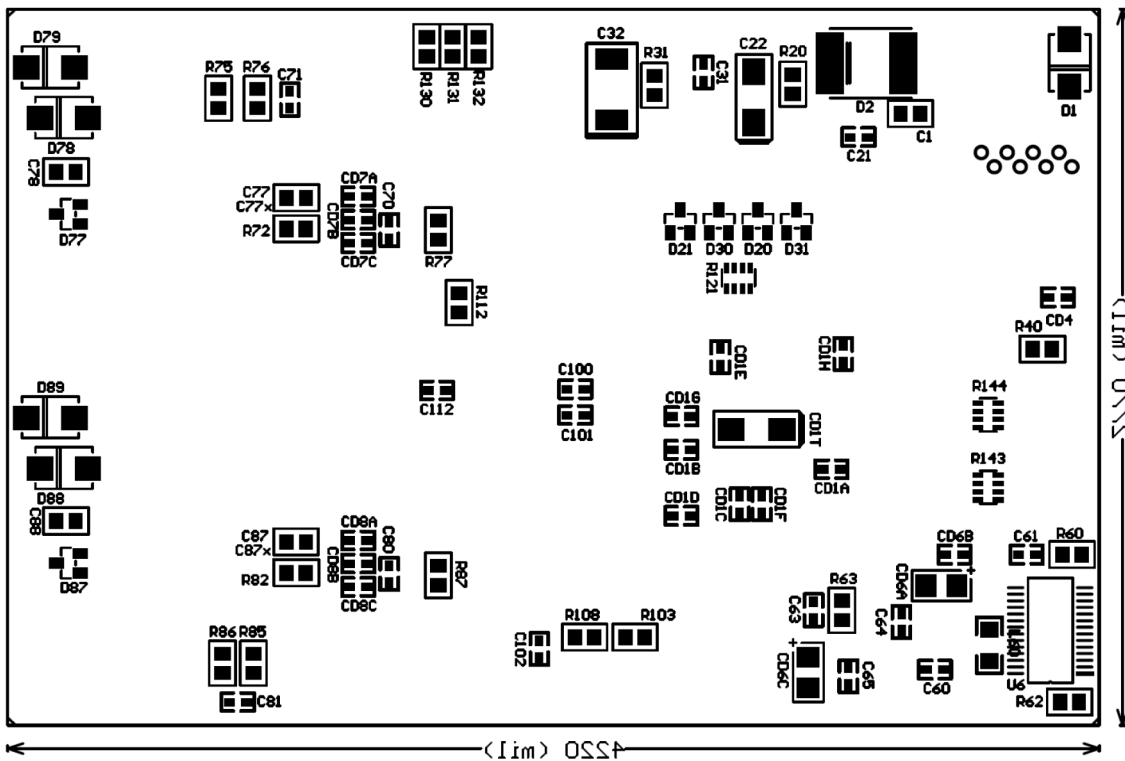 D79
R75
R76
C71
R130
R131
R132
C32
R31
C31
C22
R20
D2
C1
D1
C21
D78
C78
D77
C77
C77x
R72
CD7A
CD7B
CD7C
C70
R77
R112
D21
D30
D20
D31
R121
CD4
R40
CD1E
CD1H
D89
C112
C100
C101
CD1G
CD1T
CD1B
CD1A
CD1D
CD1C
CD1F
R144
R143
D88
C88
D87
C87
C87x
R82
CD8A
CD8B
CD8C
C80
R87
CD6B
C61
R60
CD6A
+
R63
C63
C64
R86
R85
C81
C102
R108
R103
+
CD6C
C65
C60
U6
R62
4220 (mil)